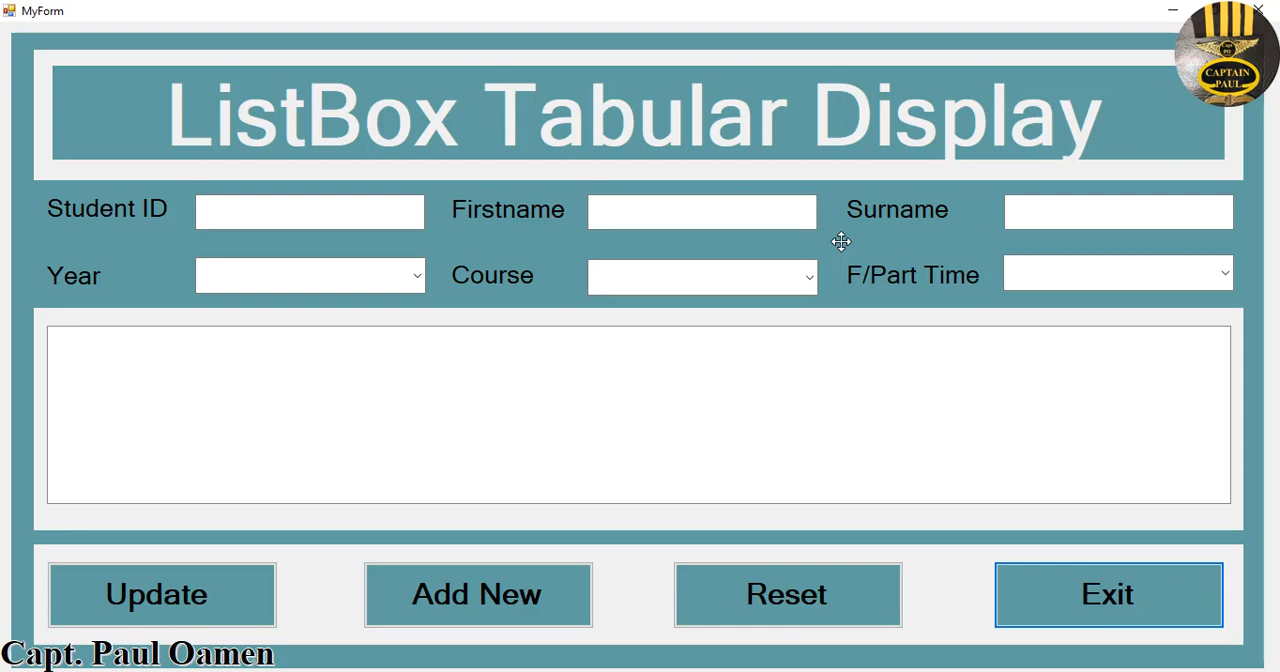 MyForm
CAPTAIN
PAUL
ListBox Tabular Display
Student ID Firstname Surname
Year Course F/Part Time
Update Add New Reset Exit
Capt. Paul Oamen